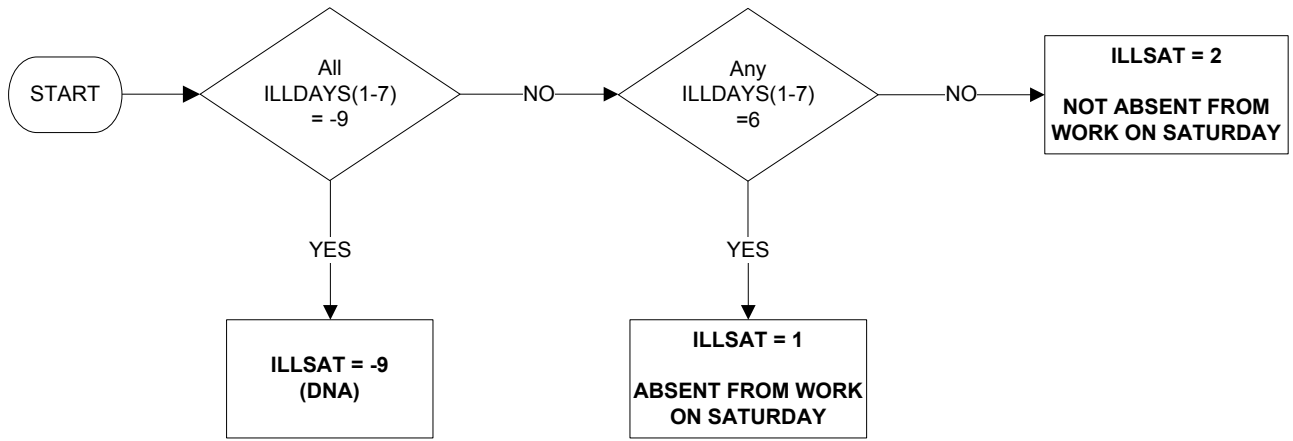 START
All
ILLDAYS(1-7)
= -9
NO
Any
ILLDAYS(1-7)
=6
NO
ILLSAT = 2
NOT ABSENT FROM
WORK ON SATURDAY
YES
YES
ILLSAT = -9
(DNA)
ILLSAT = 1
ABSENT FROM WORK
ON SATURDAY